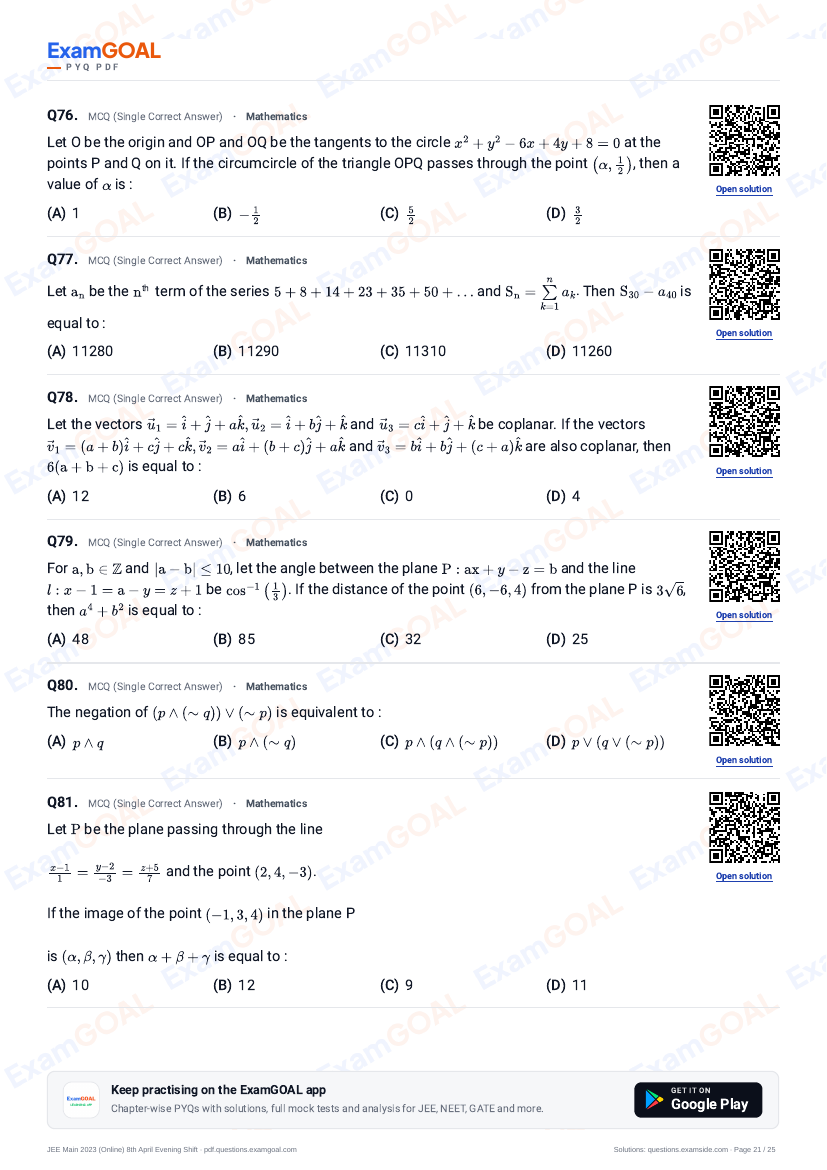 ExamGOAL
PYQ PDF
Q76. MCQ (Single Correct Answer) · Mathematics
Let O be the origin and OP and OQ be the tangents to the circle x² + y² − 6x + 4y + 8 = 0 at the
points P and Q on it. If the circumcircle of the triangle OPQ passes through the point (α, 1/2), then a
value of α is :
(A) 1 (B) −1/2 (C) 5/2 (D) 3/2
Open solution
Q77. MCQ (Single Correct Answer) · Mathematics
Let aₙ be the nᵗʰ term of the series 5 + 8 + 14 + 23 + 35 + 50 + … and Sₙ = ∑ₖ₌₁ⁿ aₖ. Then S₃₀ − a₄₀ is
equal to :
(A) 11280 (B) 11290 (C) 11310 (D) 11260
Open solution
Q78. MCQ (Single Correct Answer) · Mathematics
Let the vectors u⃗₁ = î + ĵ + ak̂, u⃗₂ = î + bĵ + k̂ and u⃗₃ = cî + ĵ + k̂ be coplanar. If the vectors
v⃗₁ = (a + b)î + cĵ + ck̂, v⃗₂ = aî + (b + c)ĵ + ak̂ and v⃗₃ = bî + bĵ + (c + a)k̂ are also coplanar, then
6(a + b + c) is equal to :
(A) 12 (B) 6 (C) 0 (D) 4
Open solution
Q79. MCQ (Single Correct Answer) · Mathematics
For a, b ∈ ℤ and |a − b| ≤ 10, let the angle between the plane P : ax + y − z = b and the line
l : x − 1 = a − y = z + 1 be cos⁻¹(1/3). If the distance of the point (6, −6, 4) from the plane P is 3√6,
then a⁴ + b² is equal to :
(A) 48 (B) 85 (C) 32 (D) 25
Open solution
Q80. MCQ (Single Correct Answer) · Mathematics
The negation of (p ∧ (∼ q)) ∨ (∼ p) is equivalent to :
(A) p ∧ q (B) p ∧ (∼ q) (C) p ∧ (q ∧ (∼ p)) (D) p ∨ (q ∨ (∼ p))
Open solution
Q81. MCQ (Single Correct Answer) · Mathematics
Let P be the plane passing through the line
(x−1)/1 = (y−2)/−3 = (z+5)/7 and the point (2, 4, −3).
If the image of the point (−1, 3, 4) in the plane P
is (α, β, γ) then α + β + γ is equal to :
(A) 10 (B) 12 (C) 9 (D) 11
Open solution
ExamGOAL
Keep practising on the ExamGOAL app
Chapter-wise PYQs with solutions, full mock tests and analysis for JEE, NEET, GATE and more.
GET IT ON
Google Play
JEE Main 2023 (Online) 8th April Evening Shift · pdf.questions.examgoal.com
Solutions: questions.examside.com · Page 21 / 25